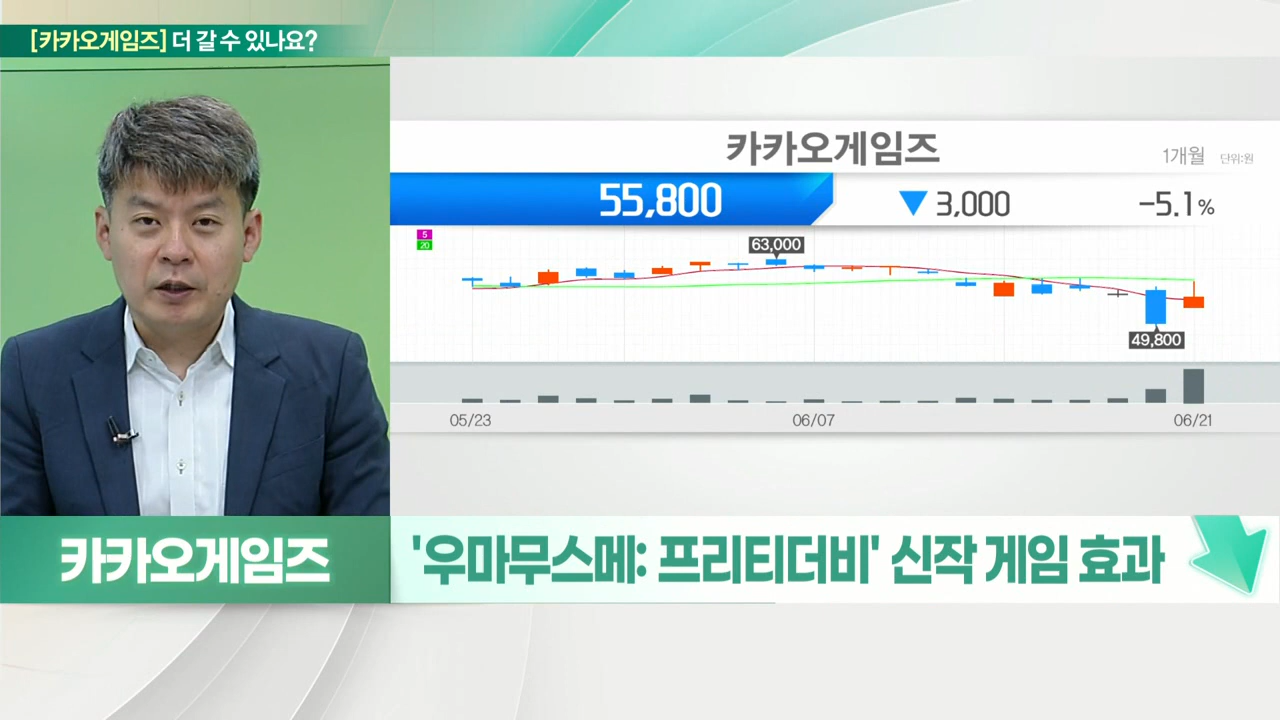 [카카오게임즈] 더 갈 수 있나요?
카카오게임즈
1개월 단위:원
55,800 ▼ 3,000 -5.1%
5
20
63,000
49,800
05/23 06/07 06/21
카카오게임즈
'우마무스메: 프리티더비' 신작 게임 효과